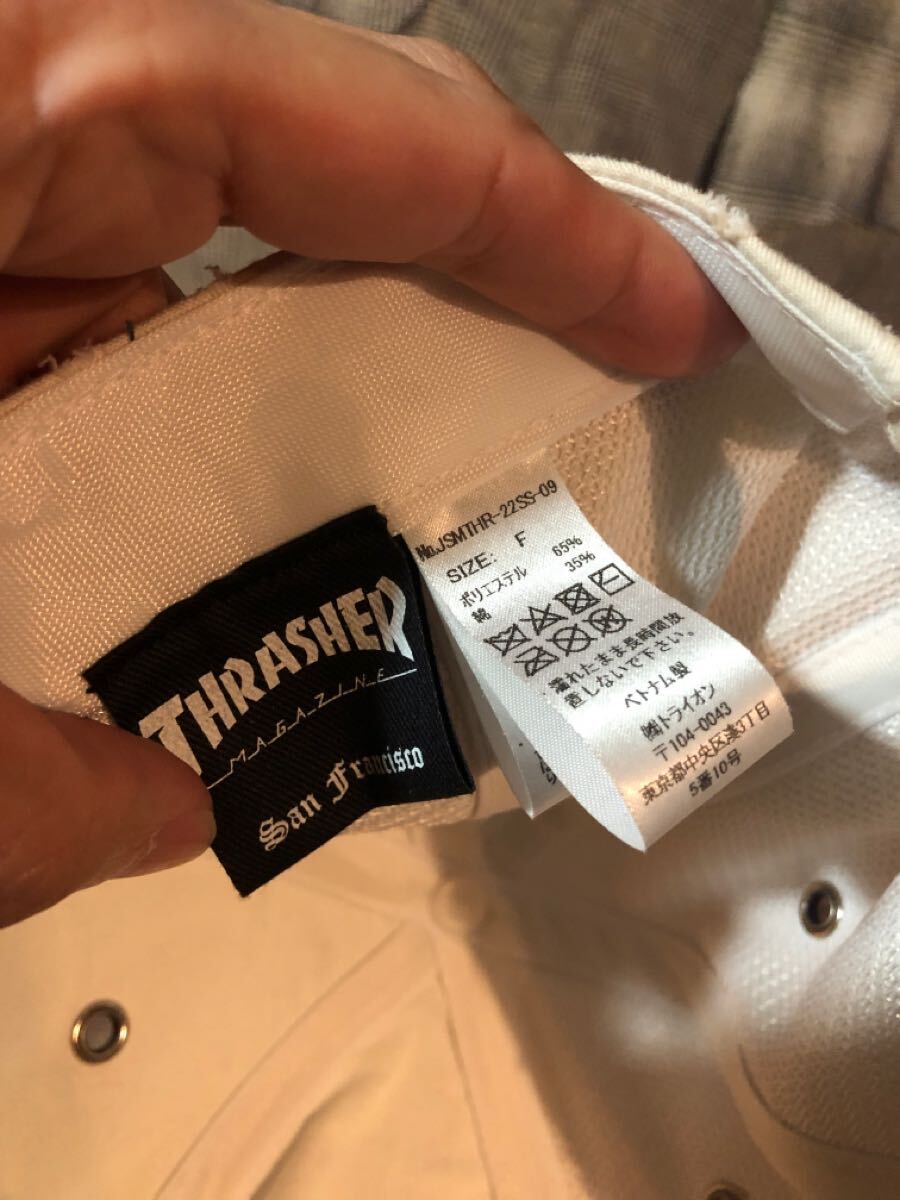 THRASHER
MAGAZINE
San Francisco
No.JSMTHR-22SS-09
SIZE: F
ポリエステル 65%
綿 35%
濡れたまま長時間放
置しないで下さい。
ベトナム製
㈱トライオン
〒104-0043
東京都中央区湊3丁目
5番10号